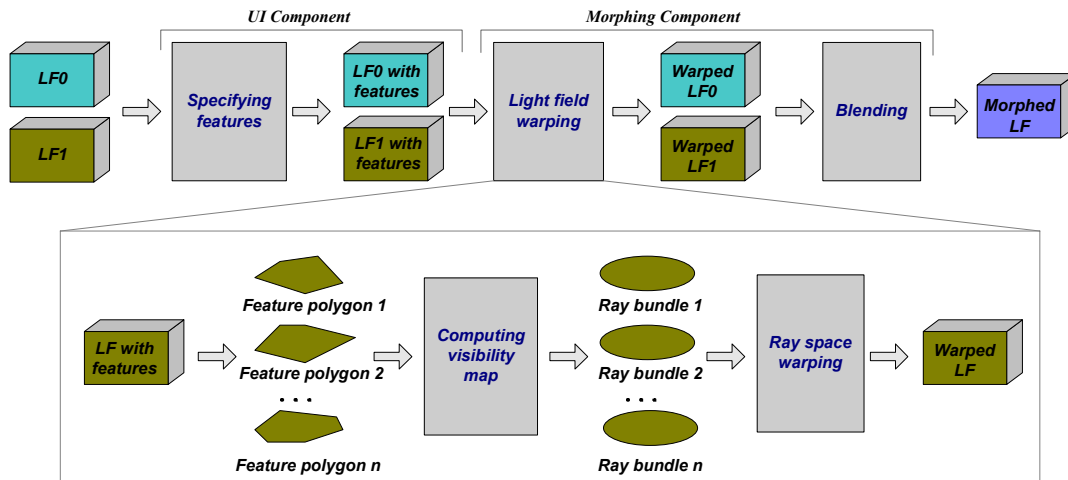 UI Component
Morphing Component
LF0
LF1
Specifying
features
LF0 with
features
LF1 with
features
Light field
warping
Warped
LF0
Warped
LF1
Blending
Morphed
LF
LF with
features
Feature polygon 1
Feature polygon 2
. . .
Feature polygon n
Computing
visibility
map
Ray bundle 1
Ray bundle 2
. . .
Ray bundle n
Ray space
warping
Warped
LF